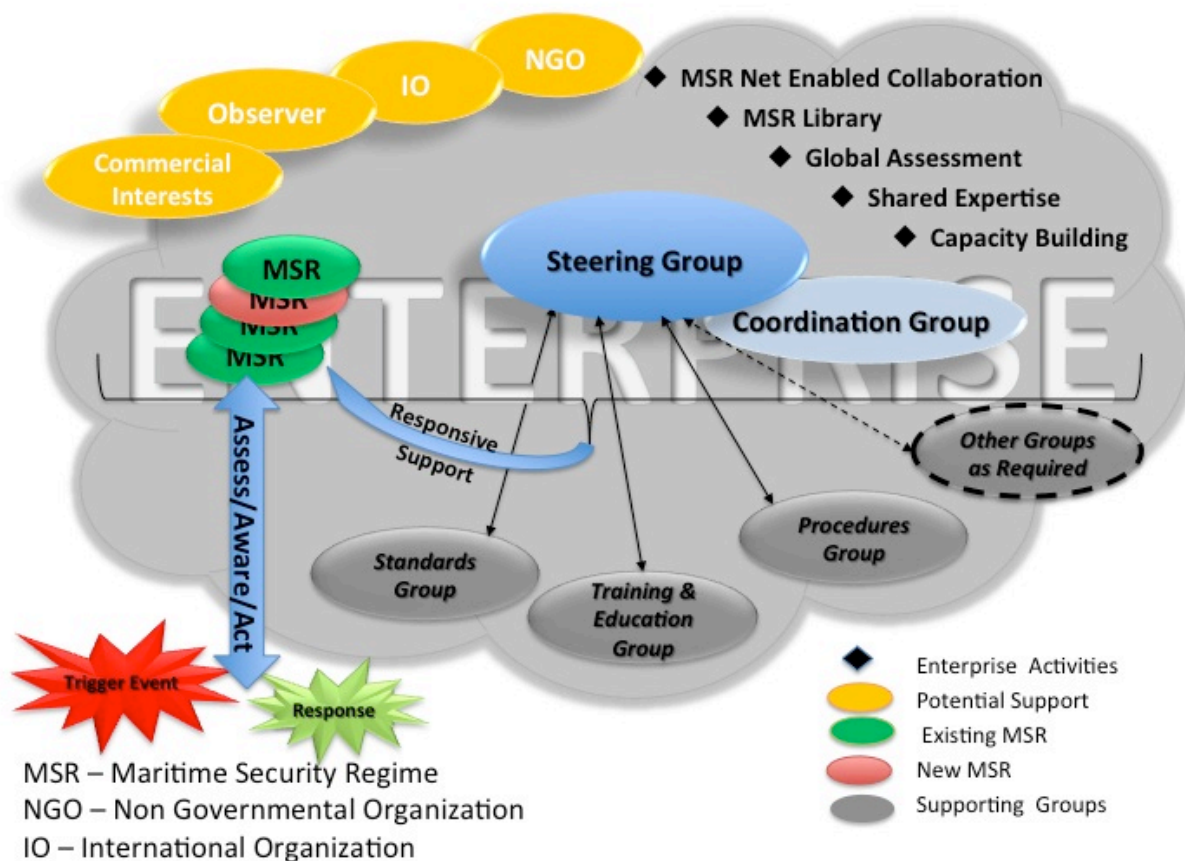 NGO
IO
Observer
Commercial
Interests
◆ MSR Net Enabled Collaboration
◆ MSR Library
◆ Global Assessment
◆ Shared Expertise
◆ Capacity Building
Steering Group
Coordination Group
MSR
MSR
MSR
MSR
ENTERPRISE
Assess/Aware/Act
Responsive
Support
Other Groups
as Required
Procedures
Group
Standards
Group
Training &
Education
Group
Trigger Event
Response
Enterprise Activities
Potential Support
Existing MSR
New MSR
Supporting Groups
MSR – Maritime Security Regime
NGO – Non Governmental Organization
IO – International Organization